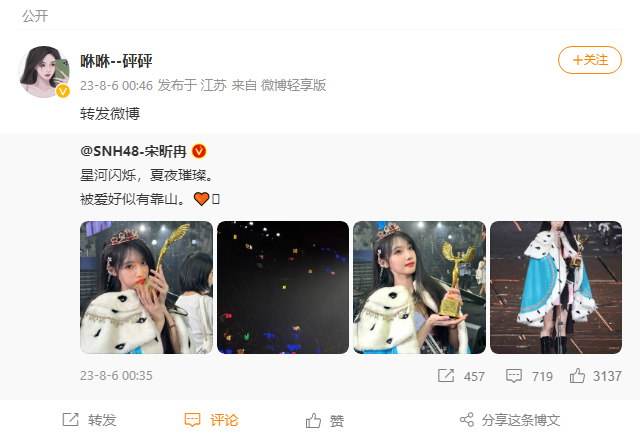 公开
咻咻--砰砰
+关注
23-8-6 00:46 发布于 江苏 来自 微博轻享版
转发微博
@SNH48-宋昕冉
星河闪烁，夏夜璀璨。
被爱好似有靠山。🧡
23-8-6 00:35
457
719
3137
转发
评论
赞
分享这条博文